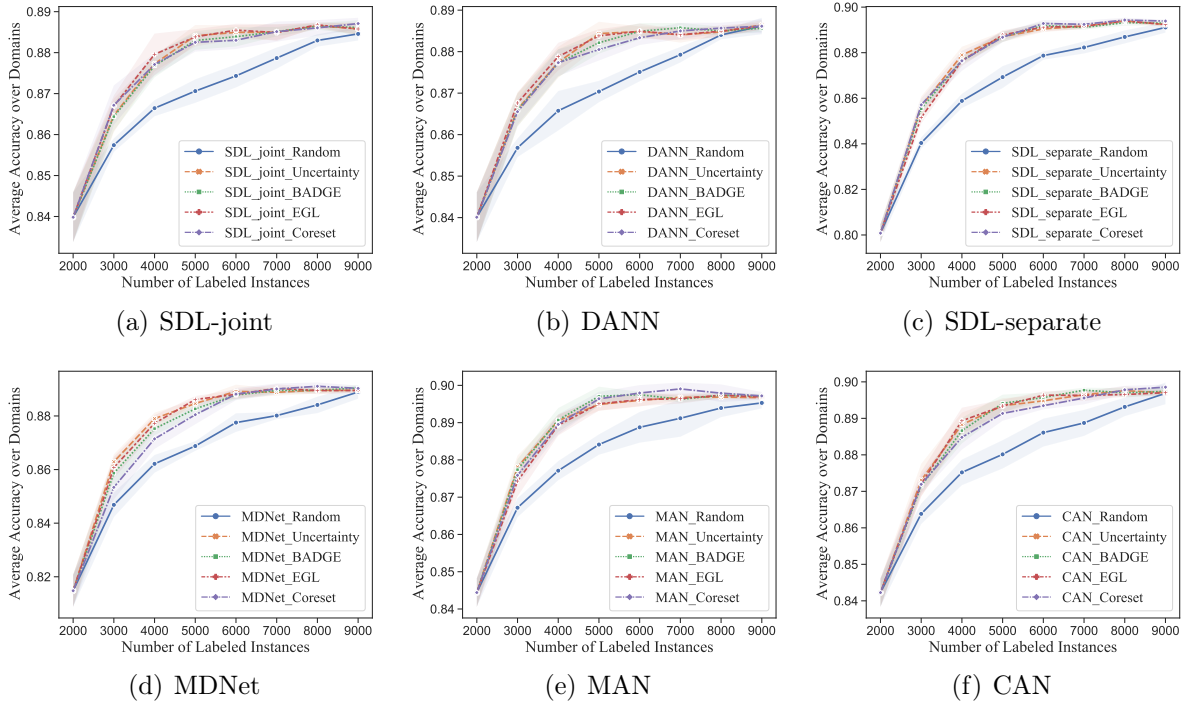 0.89
0.88
0.87
0.86
0.85
0.84
Average Accuracy over Domains
SDL_joint_Random
SDL_joint_Uncertainty
SDL_joint_BADGE
SDL_joint_EGL
SDL_joint_Coreset
2000 3000 4000 5000 6000 7000 8000 9000
Number of Labeled Instances
(a) SDL-joint
0.89
0.88
0.87
0.86
0.85
0.84
Average Accuracy over Domains
DANN_Random
DANN_Uncertainty
DANN_BADGE
DANN_EGL
DANN_Coreset
2000 3000 4000 5000 6000 7000 8000 9000
Number of Labeled Instances
(b) DANN
0.90
0.88
0.86
0.84
0.82
0.80
Average Accuracy over Domains
SDL_separate_Random
SDL_separate_Uncertainty
SDL_separate_BADGE
SDL_separate_EGL
SDL_separate_Coreset
2000 3000 4000 5000 6000 7000 8000 9000
Number of Labeled Instances
(c) SDL-separate
0.88
0.86
0.84
0.82
Average Accuracy over Domains
MDNet_Random
MDNet_Uncertainty
MDNet_BADGE
MDNet_EGL
MDNet_Coreset
2000 3000 4000 5000 6000 7000 8000 9000
Number of Labeled Instances
(d) MDNet
0.90
0.89
0.88
0.87
0.86
0.85
0.84
Average Accuracy over Domains
MAN_Random
MAN_Uncertainty
MAN_BADGE
MAN_EGL
MAN_Coreset
2000 3000 4000 5000 6000 7000 8000 9000
Number of Labeled Instances
(e) MAN
0.90
0.89
0.88
0.87
0.86
0.85
0.84
Average Accuracy over Domains
CAN_Random
CAN_Uncertainty
CAN_BADGE
CAN_EGL
CAN_Coreset
2000 3000 4000 5000 6000 7000 8000 9000
Number of Labeled Instances
(f) CAN